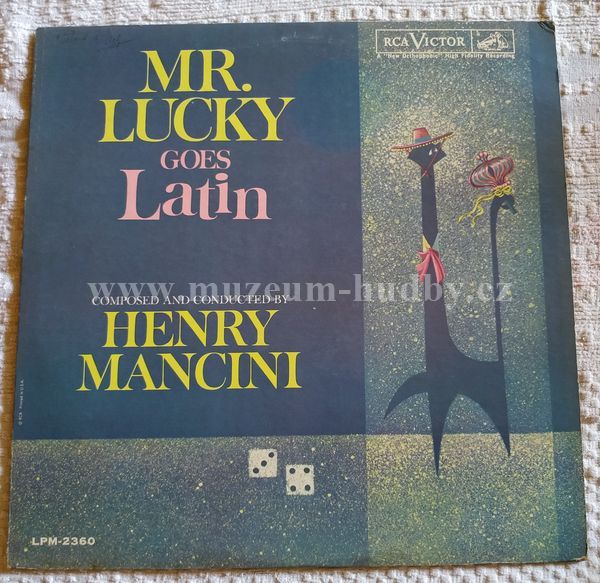 RCA VICTOR
A "New Orthophonic" High Fidelity Recording
MR.
LUCKY
GOES
Latin
www.muzeum-hudby.cz
COMPOSED AND CONDUCTED BY
HENRY
MANCINI
LPM-2360